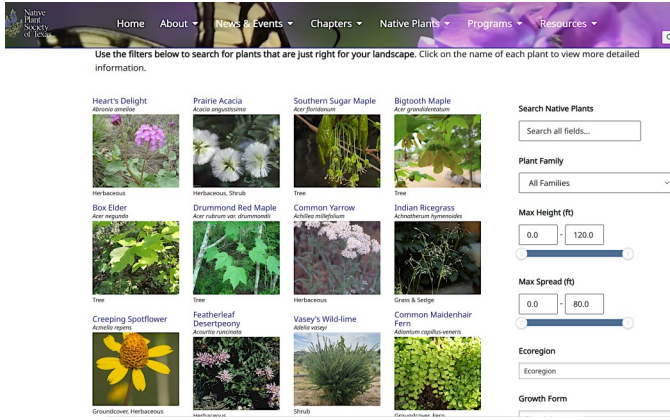 Native
Plant
Society
of Texas
Home
About
News & Events
Chapters
Native Plants
Programs
Resources
Use the filters below to search for plants that are just right for your landscape. Click on the name of each plant to view more detailed
information.
Heart's Delight
Abronia ameliae
Herbaceous
Prairie Acacia
Acacia angustissima
Herbaceous, Shrub
Southern Sugar Maple
Acer floridanum
Tree
Bigtooth Maple
Acer grandidentatum
Tree
Box Elder
Acer negundo
Tree
Drummond Red Maple
Acer rubrum var. drummondii
Tree
Common Yarrow
Achillea millefolium
Herbaceous
Indian Ricegrass
Achnatherum hymenoides
Grass & Sedge
Creeping Spotflower
Acmella repens
Groundcover, Herbaceous
Featherleaf
Desertpeony
Acourtia runcinata
Herbaceous
Vasey's Wild-lime
Adelia vaseyi
Shrub
Common Maidenhair
Fern
Adiantum capillus-veneris
Groundcover, Fern
Search Native Plants
Search all fields...
Plant Family
All Families
Max Height (ft)
0.0 - 120.0
Max Spread (ft)
0.0 - 80.0
Ecoregion
Ecoregion
Growth Form